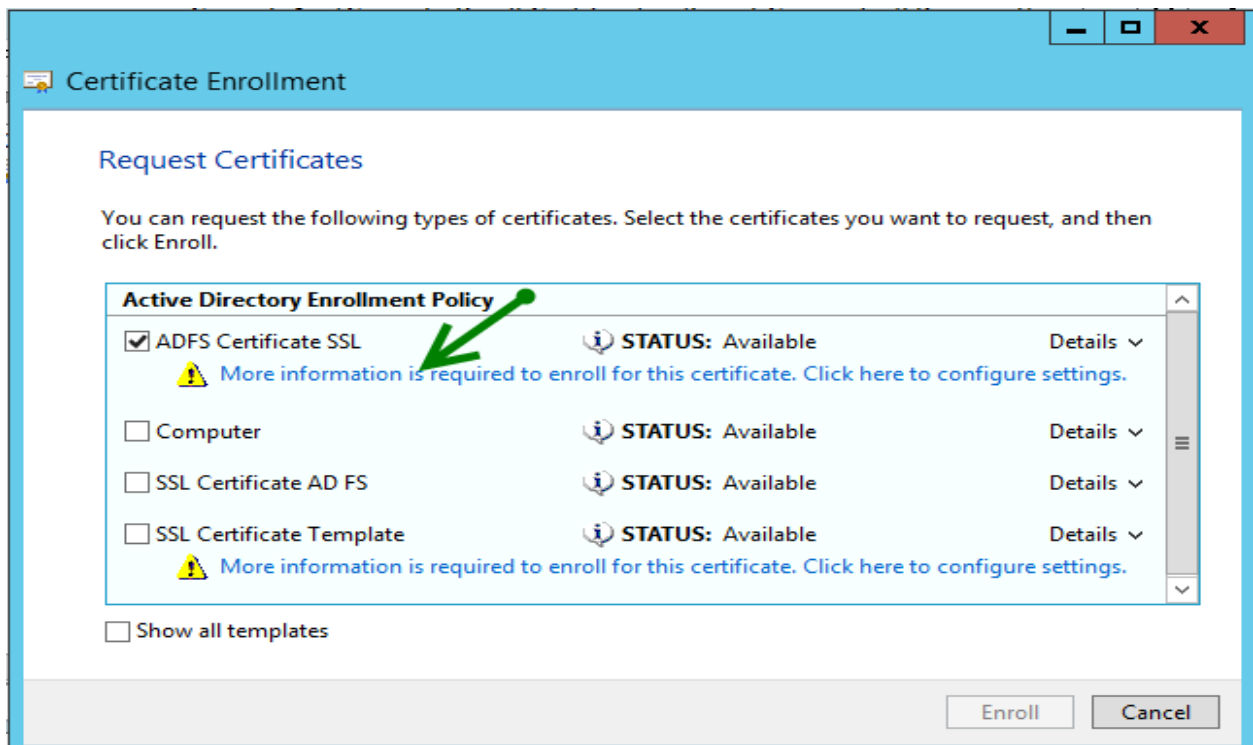 Certificate Enrollment
Request Certificates
You can request the following types of certificates. Select the certificates you want to request, and then
click Enroll.
Active Directory Enrollment Policy
ADFS Certificate SSL STATUS: Available Details
More information is required to enroll for this certificate. Click here to configure settings.
Computer STATUS: Available Details
SSL Certificate AD FS STATUS: Available Details
SSL Certificate Template STATUS: Available Details
More information is required to enroll for this certificate. Click here to configure settings.
Show all templates
Enroll Cancel